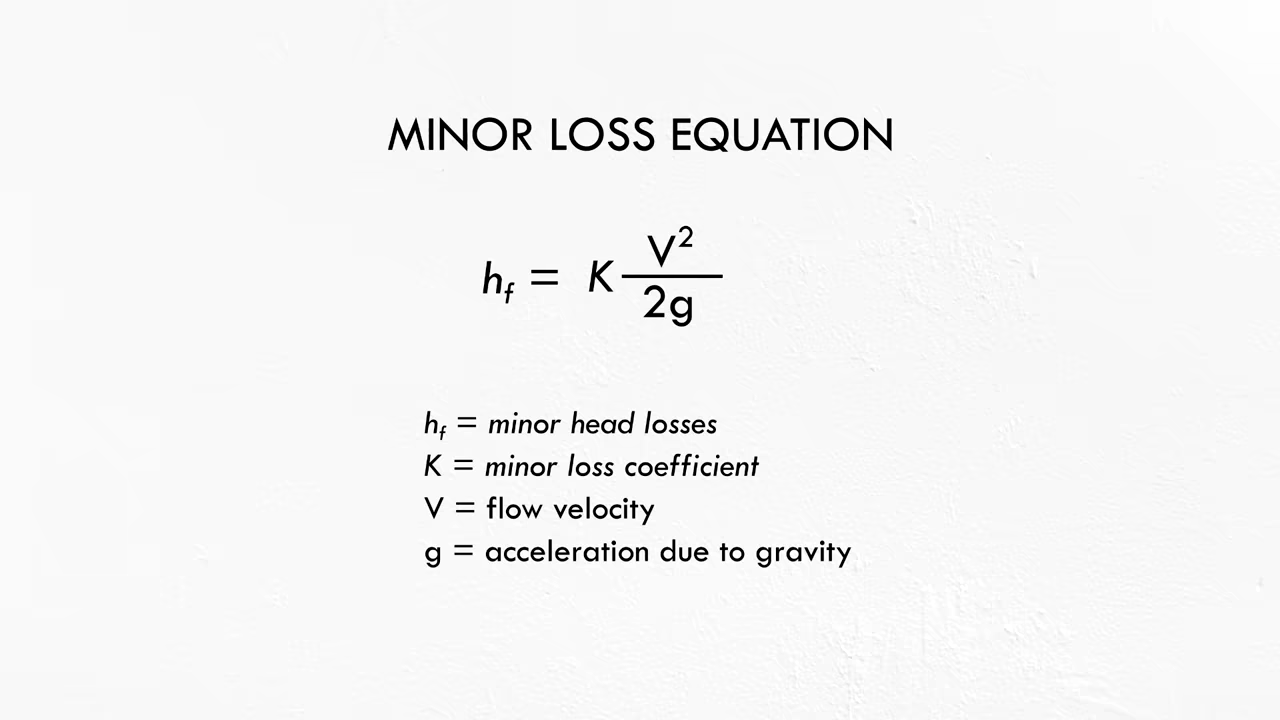 MINOR LOSS EQUATION
h_f = K V²/2g
h_f = minor head losses
K = minor loss coefficient
V = flow velocity
g = acceleration due to gravity